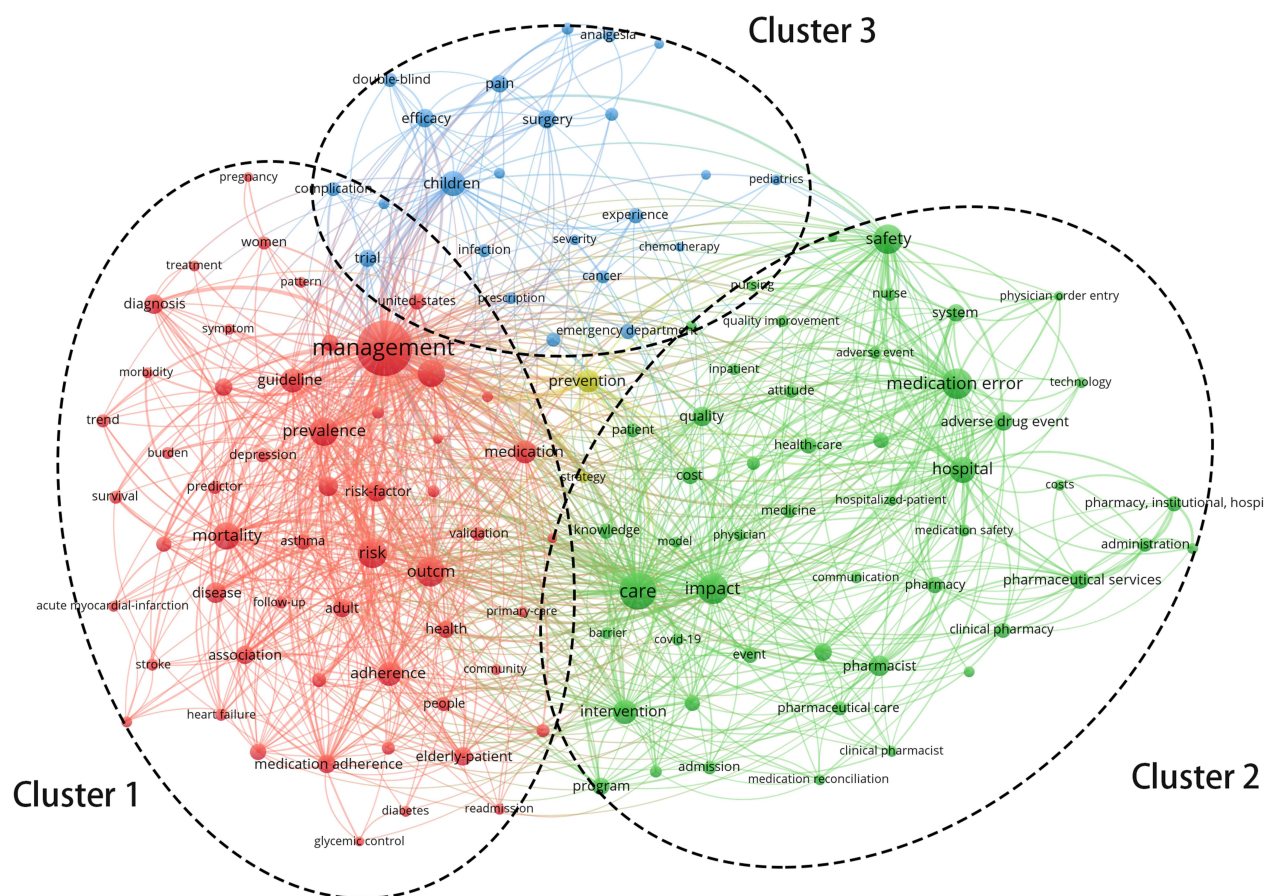 Cluster 3
analgesia
double-blind
pain
efficacy
surgery
pregnancy
complication
children
pediatrics
experience
women
infection
severity
chemotherapy
safety
treatment
trial
pattern
cancer
nursing
nurse
physician order entry
diagnosis
united-states
prescription
system
symptom
emergency department
quality improvement
management
adverse event
morbidity
guideline
prevention
inpatient
attitude
medication error
technology
trend
prevalence
quality
adverse drug event
patient
burden
depression
medication
health-care
hospital
strategy
cost
survival
predictor
risk-factor
hospitalized-patient
costs
pharmacy, institutional, hospi
medicine
mortality
asthma
validation
knowledge
model
physician
medication safety
administration
risk
outcm
communication
pharmacy
pharmaceutical services
disease
care
impact
acute myocardial-infarction
follow-up
adult
primary-care
health
barrier
covid-19
clinical pharmacy
stroke
association
adherence
community
event
pharmacist
heart failure
people
intervention
pharmaceutical care
medication adherence
elderly-patient
admission
clinical pharmacist
program
medication reconciliation
Cluster 1
Cluster 2
diabetes
readmission
glycemic control